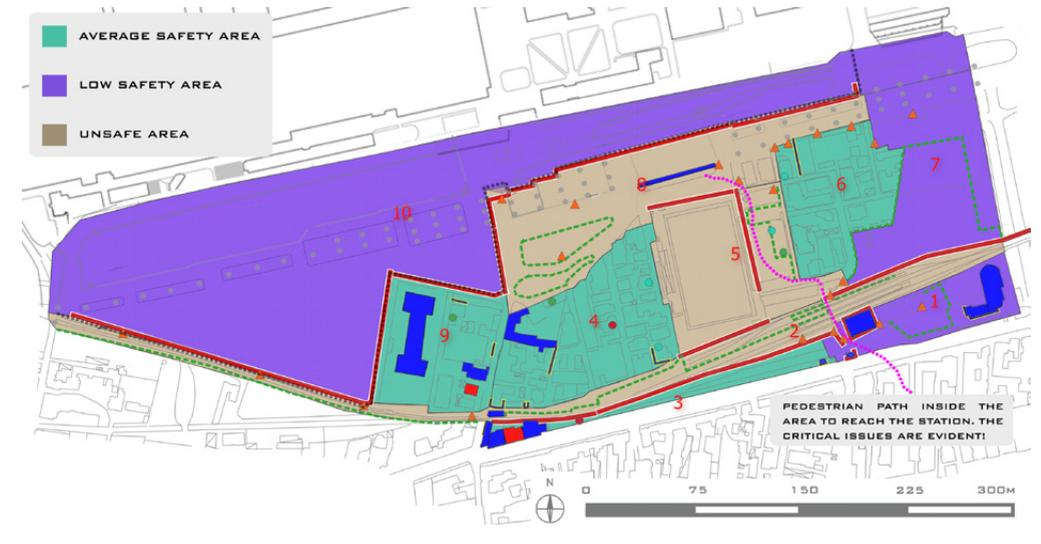 AVERAGE SAFETY AREA
LOW SAFETY AREA
UNSAFE AREA
7
6
8
10
5
1
4
2
9
3
PEDESTRIAN PATH INSIDE THE
AREA TO REACH THE STATION. THE
CRITICAL ISSUES ARE EVIDENT!
N
0 75 150 225 300M